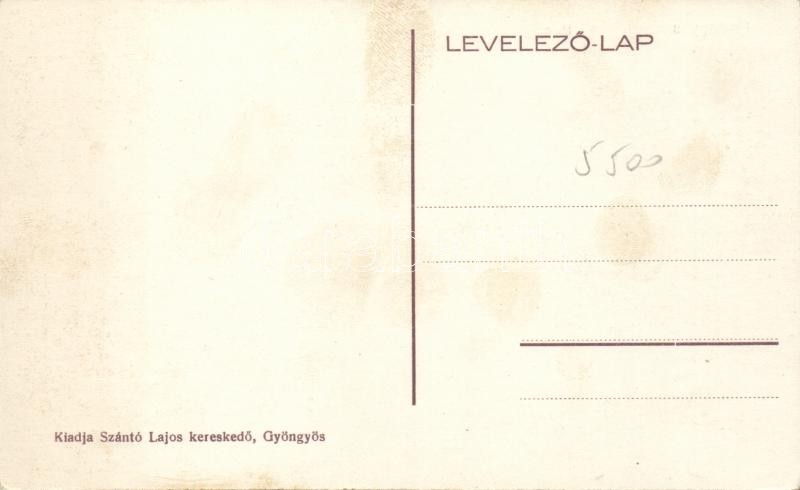 LEVELEZŐ-LAP
5500
Kiadja Szántó Lajos kereskedő, Gyöngyös